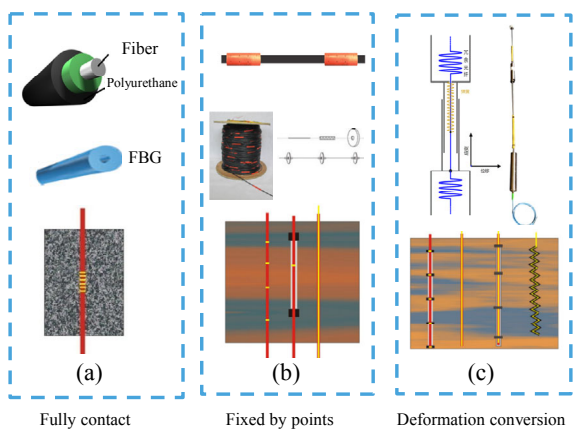 Fiber
Polyurethane
FBG
(a)
(b)
(c)
Fully contact
Fixed by points
Deformation conversion